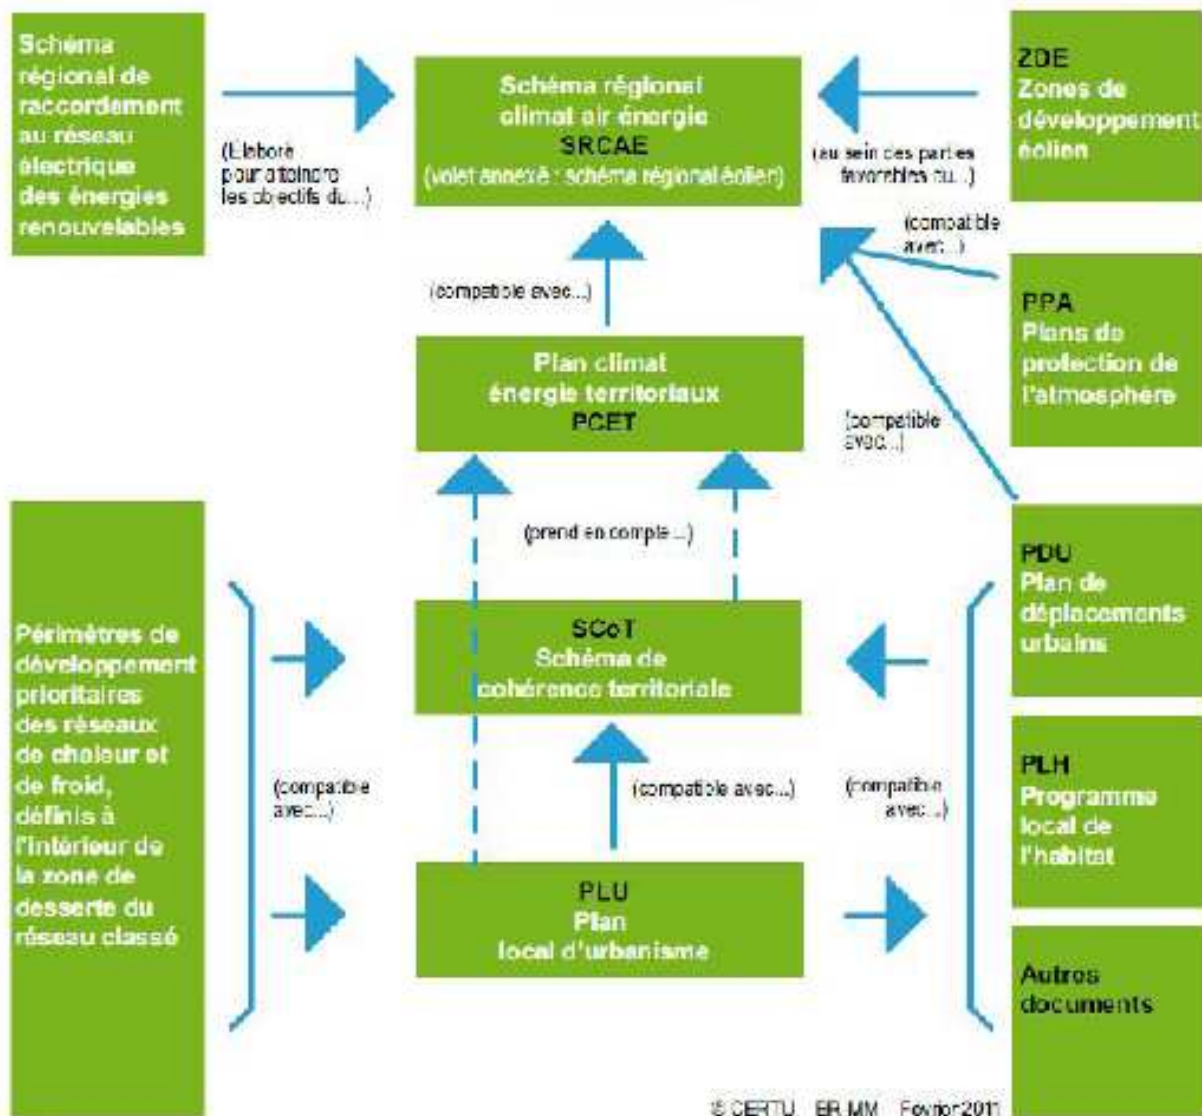 Schéma
régional de
raccordement
au réseau
électrique
des énergies
renouvelables
(Elaboré
pour atteindre
les objectifs du...)
Schéma régional
climat air énergie
SRCAE
(volet annexé : schéma régional éolien)
(au sein des parties
favorables du...)
ZDE
Zones de
développement
éolien
(compatible
avec...)
(compatible avec...)
PPA
Plans de
protection de
l'atmosphère
Plan climat
énergie territoriaux
PCET
(compatible
avec...)
(prend en compte...)
Périmètres de
développement
prioritaires
des réseaux
de chaleur et
de froid,
définis à
l'intérieur de
la zone de
desserte du
réseau classé
SCoT
Schéma de
cohérence territoriale
PDU
Plan de
déplacements
urbains
(compatible
avec...)
(compatible avec...)
(compatible
avec...)
PLH
Programme
local de
l'habitat
PLU
Plan
local d'urbanisme
Autres
documents
© CERTU ER MM Février 2011